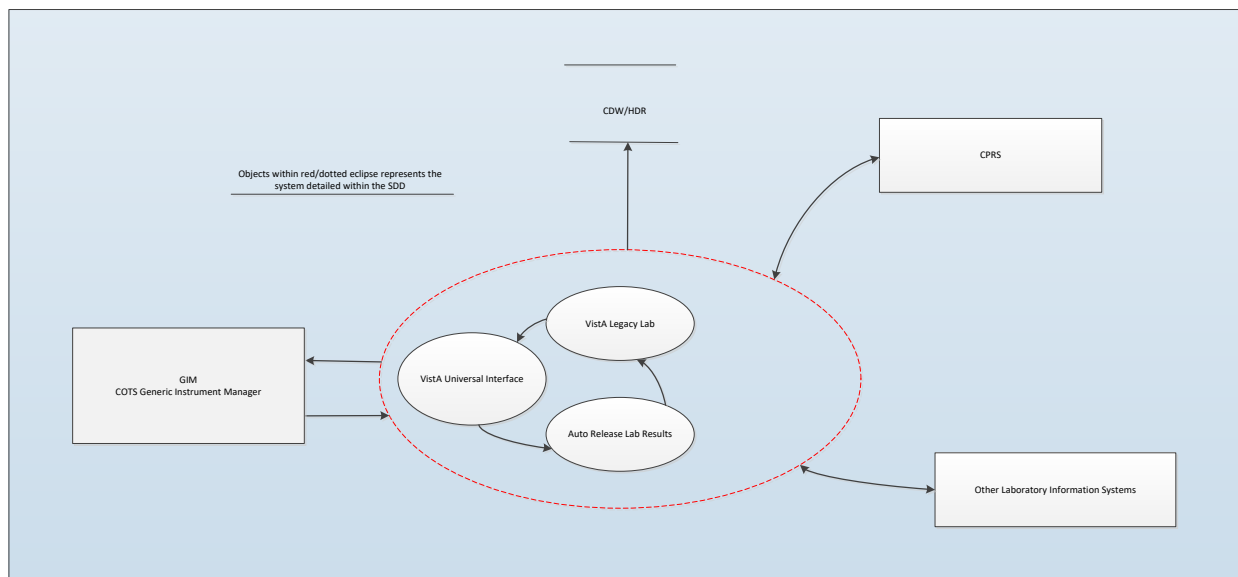 CDW/HDR
CPRS
Objects within red/dotted eclipse represents the
system detailed within the SDD
VistA Legacy Lab
GIM
COTS Generic Instrument Manager
VistA Universal Interface
Auto Release Lab Results
Other Laboratory Information Systems